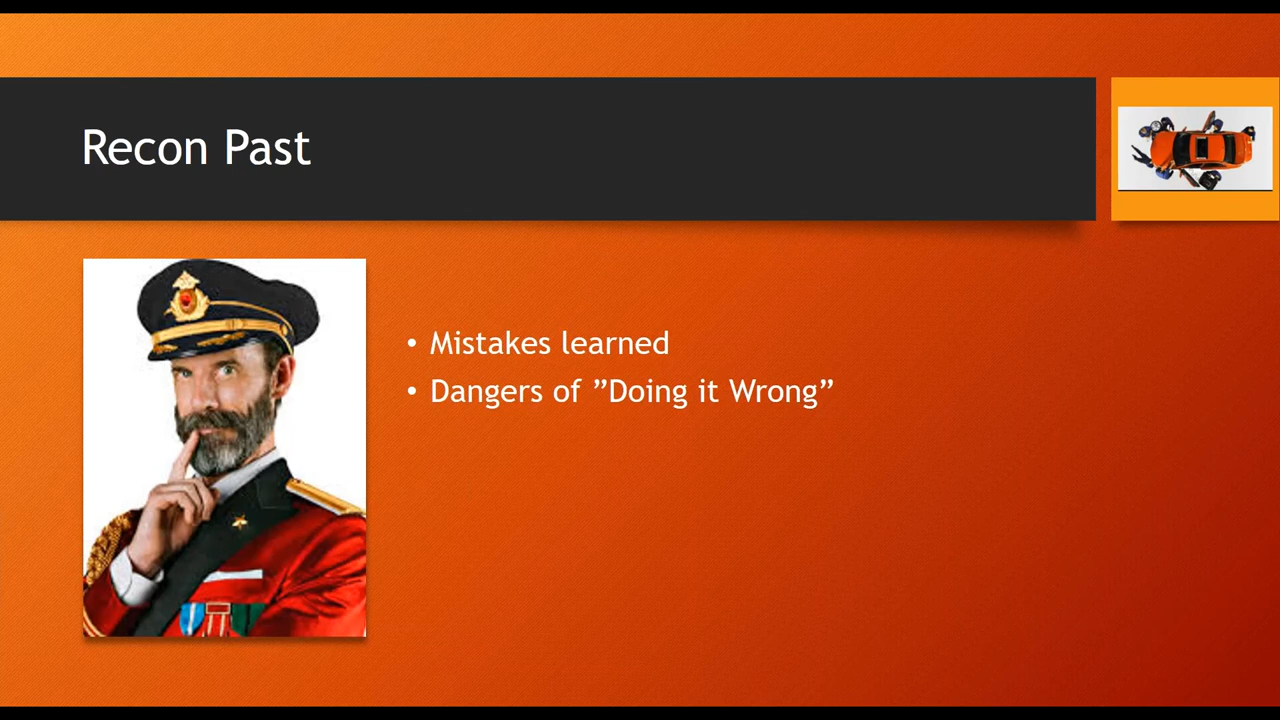 Recon Past
• Mistakes learned
• Dangers of ”Doing it Wrong”